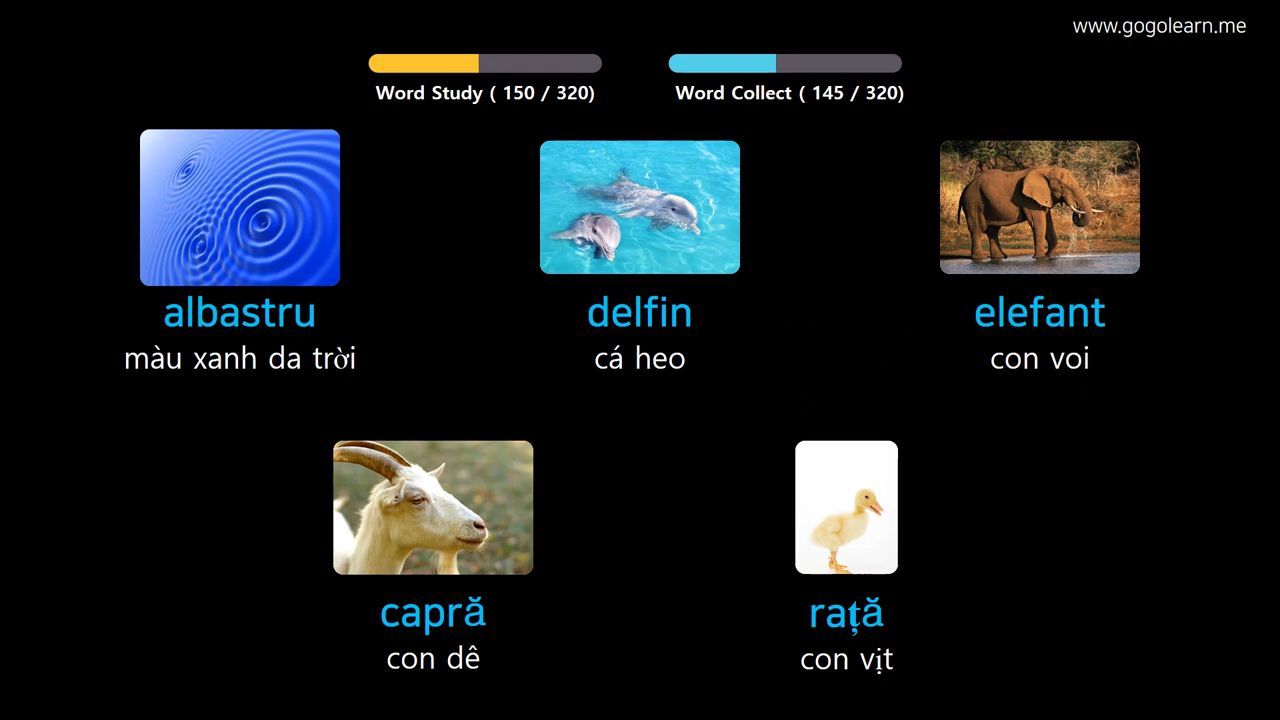 www.gogolearn.me
Word Study ( 150 / 320)
Word Collect ( 145 / 320)
albastru
màu xanh da trời
delfin
cá heo
elefant
con voi
capră
con dê
rață
con vịt